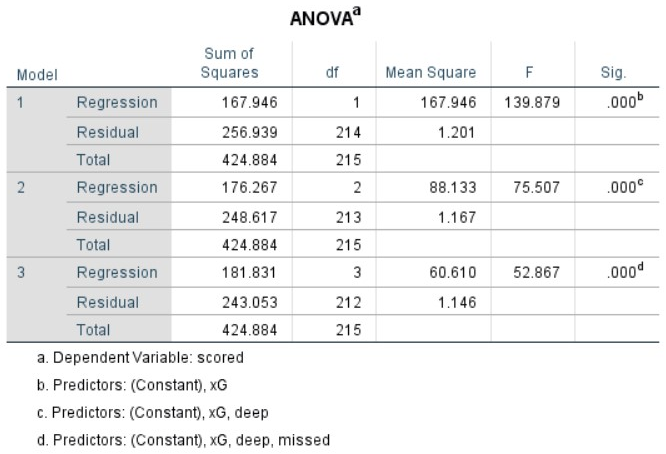 ANOVAa
Model Sum of Squares df Mean Square F Sig.
1 Regression 167.946 1 167.946 139.879 .000b
Residual 256.939 214 1.201
Total 424.884 215
2 Regression 176.267 2 88.133 75.507 .000c
Residual 248.617 213 1.167
Total 424.884 215
3 Regression 181.831 3 60.610 52.867 .000d
Residual 243.053 212 1.146
Total 424.884 215
a. Dependent Variable: scored
b. Predictors: (Constant), xG
c. Predictors: (Constant), xG, deep
d. Predictors: (Constant), xG, deep, missed